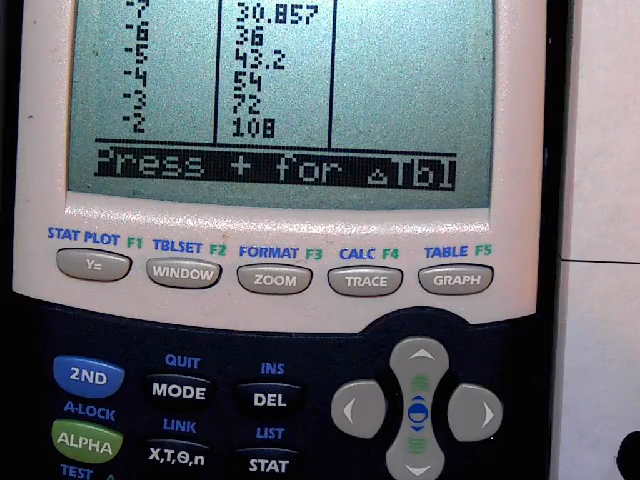 -7 30.857
-6 36
-5 43.2
-4 54
-3 72
-2 108
Press + for △Tbl
STAT PLOT F1 TBLSET F2 FORMAT F3 CALC F4 TABLE F5
Y= WINDOW ZOOM TRACE GRAPH
QUIT INS
2ND MODE DEL
A-LOCK LINK LIST
ALPHA X,T,Θ,n STAT
TEST A